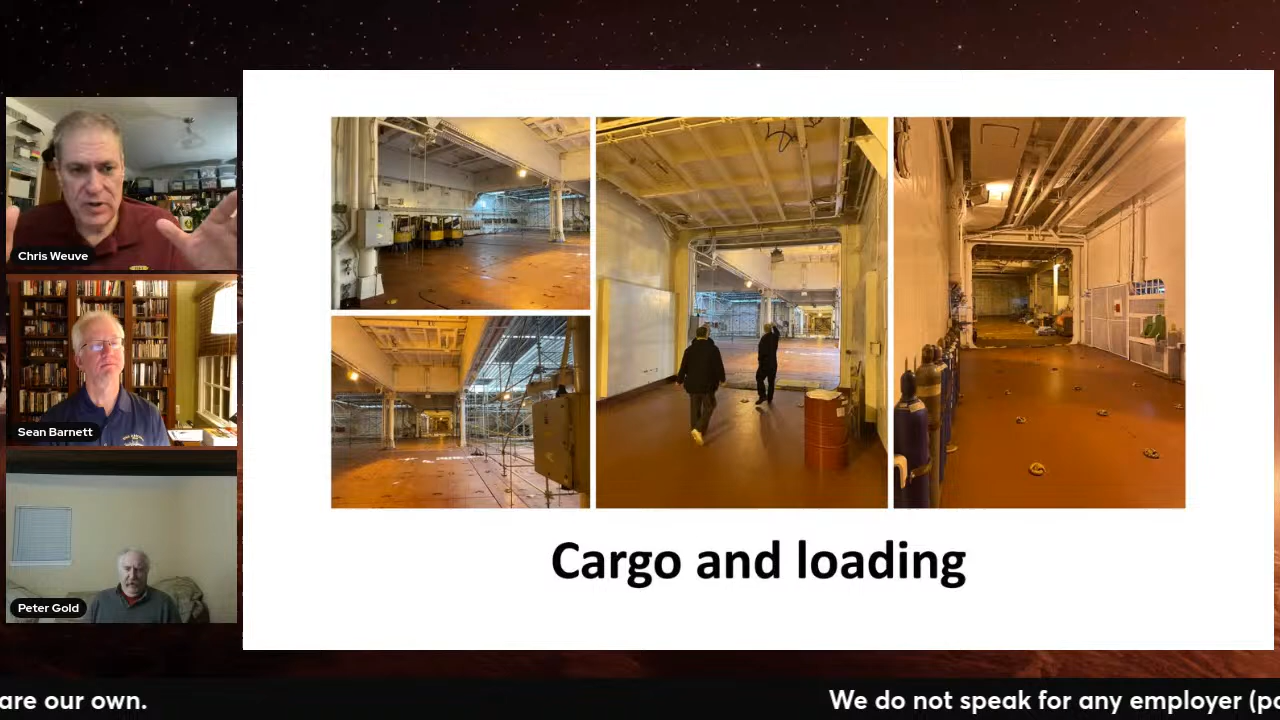 Chris Weuve
Sean Barnett
Peter Gold
Cargo and loading
are our own.
We do not speak for any employer (pa